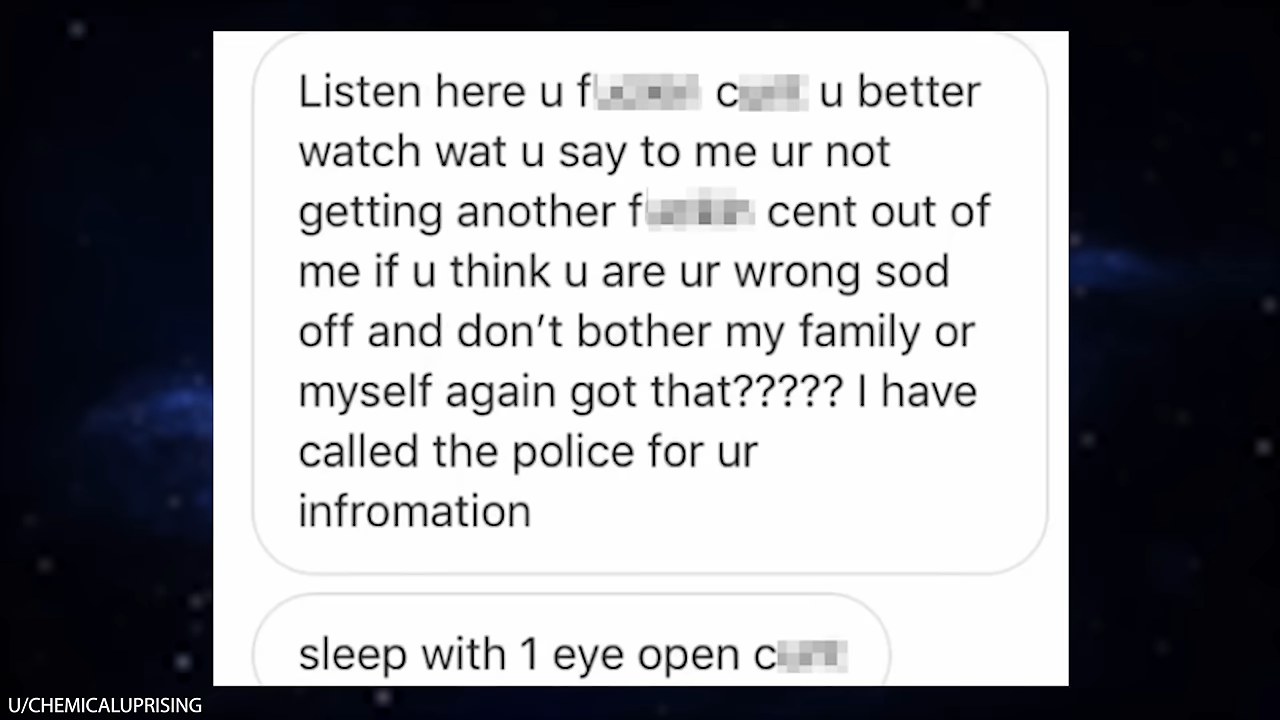 Listen here u f c u better
watch wat u say to me ur not
getting another f cent out of
me if u think u are ur wrong sod
off and don't bother my family or
myself again got that????? I have
called the police for ur
infromation
sleep with 1 eye open c
U/CHEMICALUPRISING